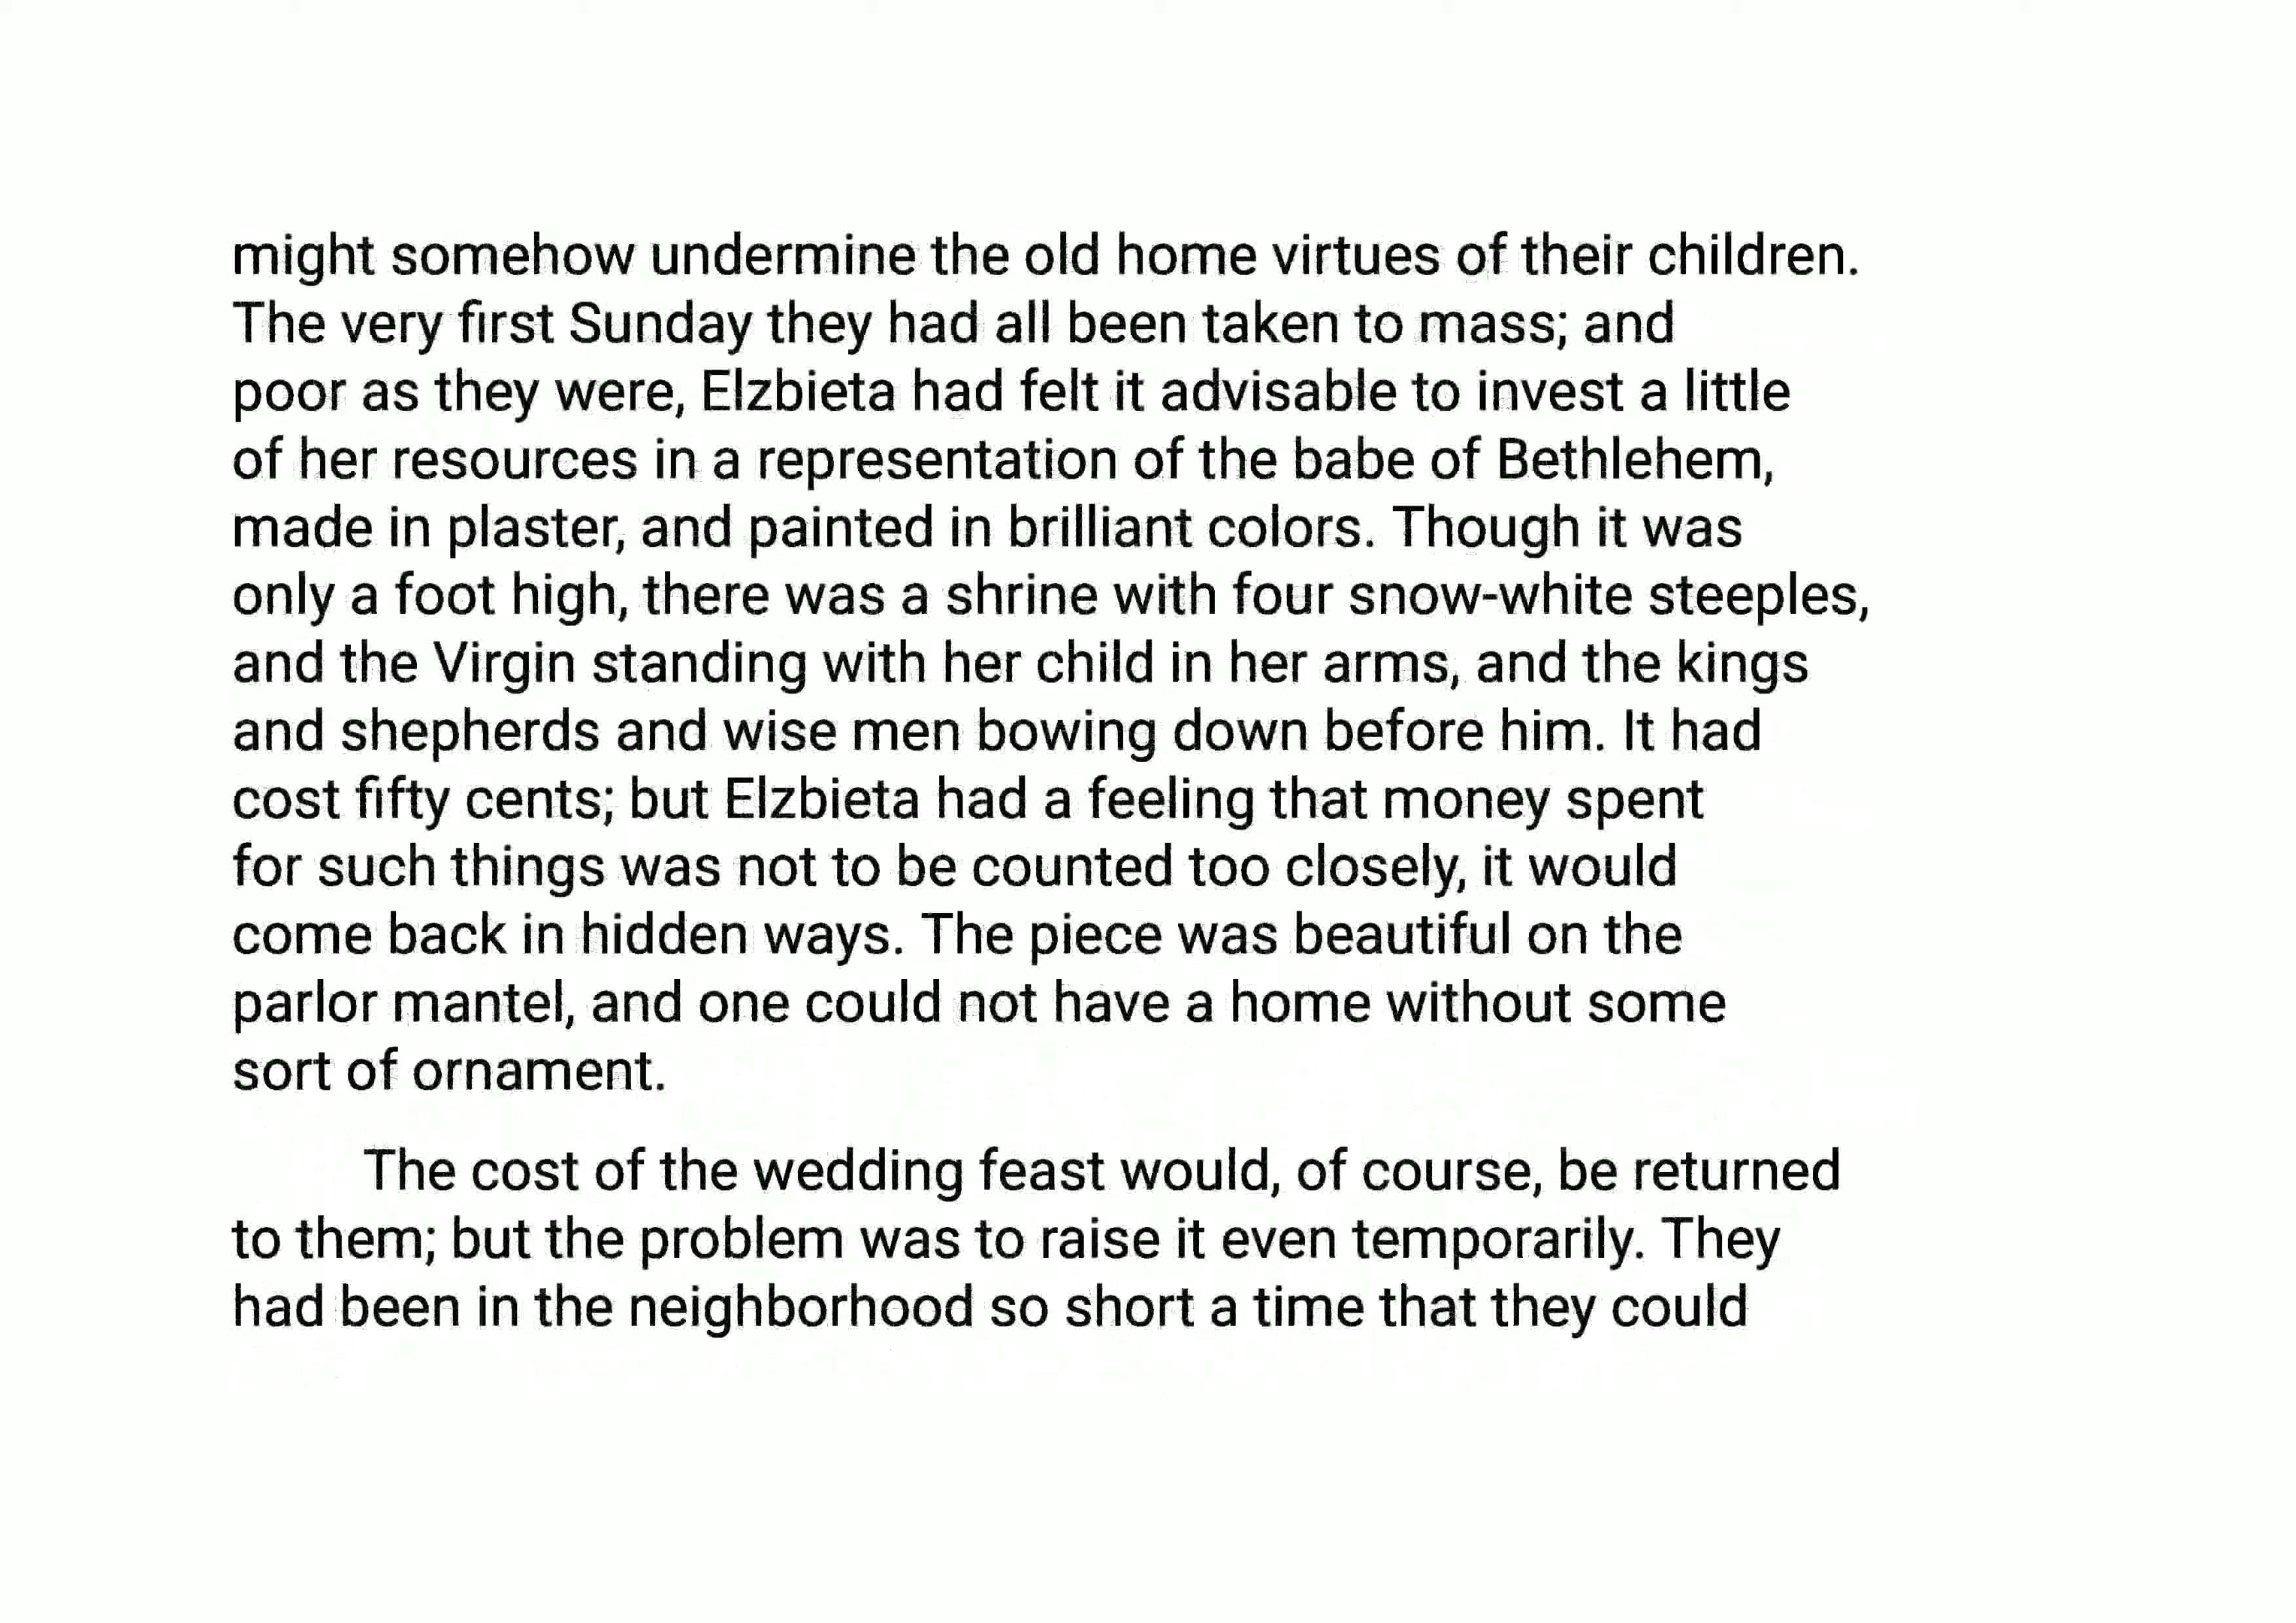 might somehow undermine the old home virtues of their children.
The very first Sunday they had all been taken to mass; and
poor as they were, Elzbieta had felt it advisable to invest a little
of her resources in a representation of the babe of Bethlehem,
made in plaster, and painted in brilliant colors. Though it was
only a foot high, there was a shrine with four snow-white steeples,
and the Virgin standing with her child in her arms, and the kings
and shepherds and wise men bowing down before him. It had
cost fifty cents; but Elzbieta had a feeling that money spent
for such things was not to be counted too closely, it would
come back in hidden ways. The piece was beautiful on the
parlor mantel, and one could not have a home without some
sort of ornament.
The cost of the wedding feast would, of course, be returned
to them; but the problem was to raise it even temporarily. They
had been in the neighborhood so short a time that they could